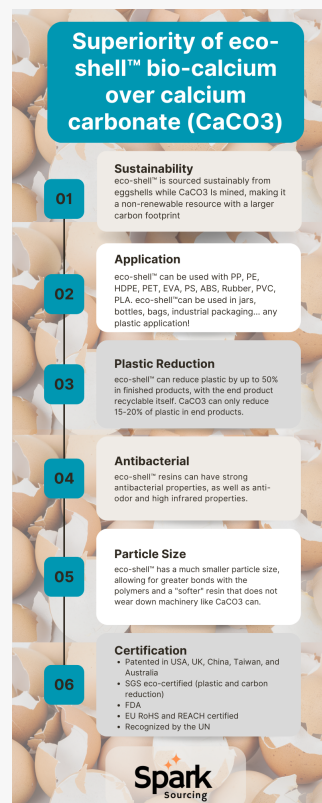 Superiority of eco-
shell™ bio-calcium
over calcium
carbonate (CaCO3)
01
Sustainability
eco-shell™ is sourced sustainably from
eggshells while CaCO3 Is mined, making it
a non-renewable resource with a larger
carbon footprint
02
Application
eco-shell™ can be used with PP, PE,
HDPE, PET, EVA, PS, ABS, Rubber, PVC,
PLA. eco-shell™can be used in jars,
bottles, bags, industrial packaging... any
plastic application!
03
Plastic Reduction
eco-shell™ can reduce plastic by up to 50%
in finished products, with the end product
recyclable itself. CaCO3 can only reduce
15-20% of plastic in end products.
04
Antibacterial
eco-shell™ resins can have strong
antibacterial properties, as well as anti-
odor and high infrared properties.
05
Particle Size
eco-shell™ has a much smaller particle size,
allowing for greater bonds with the
polymers and a "softer" resin that does not
wear down machinery like CaCO3 can.
06
Certification
• Patented in USA, UK, China, Taiwan, and
Australia
• SGS eco-certified (plastic and carbon
reduction)
• FDA
• EU RoHS and REACH certified
• Recognized by the UN
Spark
Sourcing